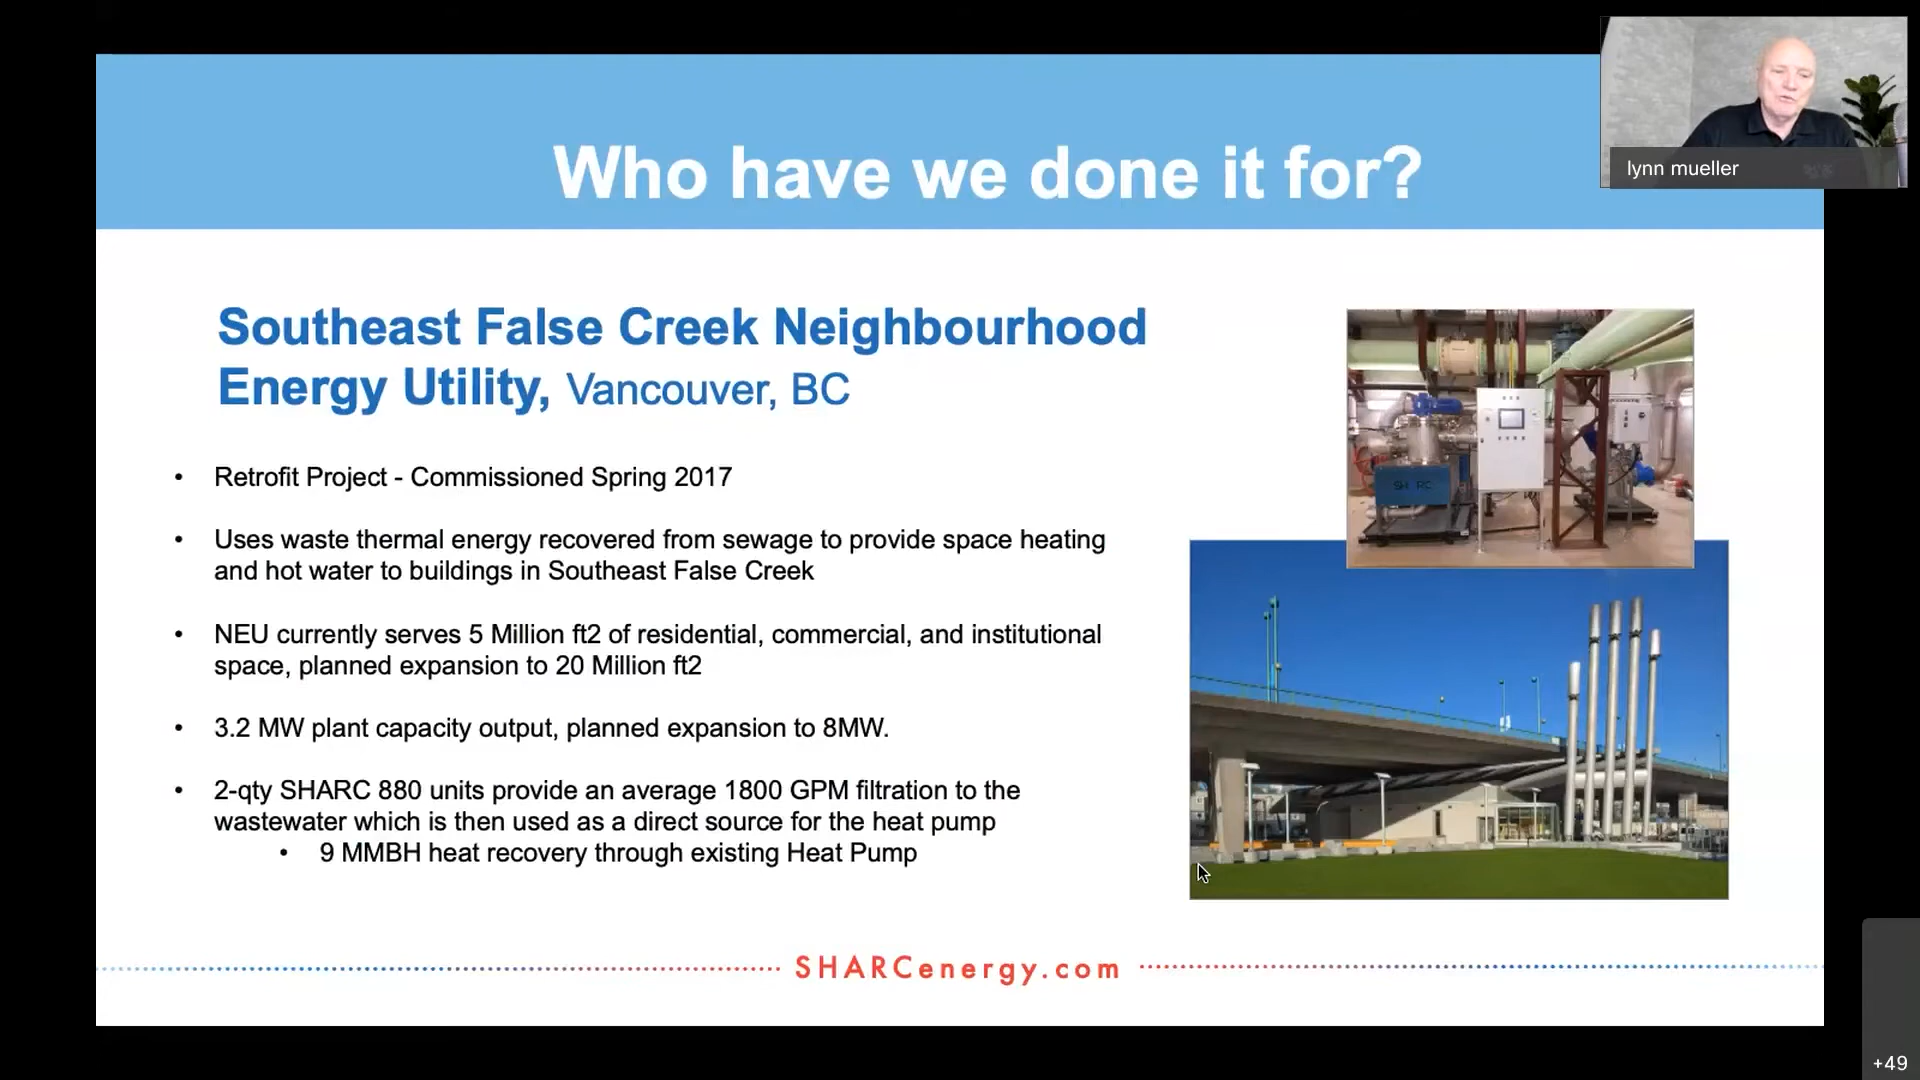 lynn mueller
Who have we done it for?
Southeast False Creek Neighbourhood
Energy Utility, Vancouver, BC
• Retrofit Project - Commissioned Spring 2017
• Uses waste thermal energy recovered from sewage to provide space heating
and hot water to buildings in Southeast False Creek
• NEU currently serves 5 Million ft2 of residential, commercial, and institutional
space, planned expansion to 20 Million ft2
• 3.2 MW plant capacity output, planned expansion to 8MW.
• 2-qty SHARC 880 units provide an average 1800 GPM filtration to the
wastewater which is then used as a direct source for the heat pump
• 9 MMBH heat recovery through existing Heat Pump
SH RC
SHARCenergy.com
+49